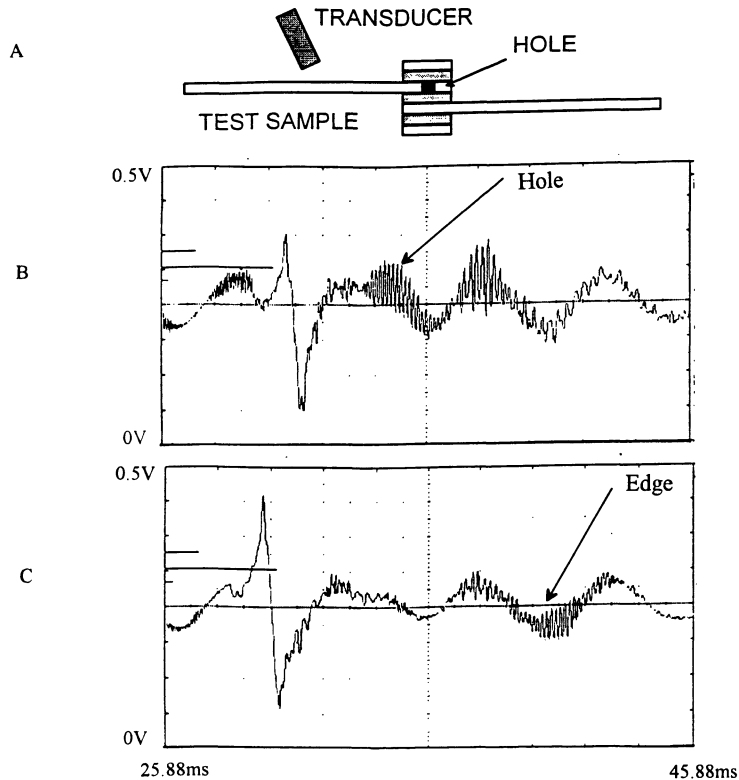 TRANSDUCER
A
HOLE
TEST SAMPLE
0.5V
Hole
B
0V
0.5V
Edge
C
0V
25.88ms
45.88ms